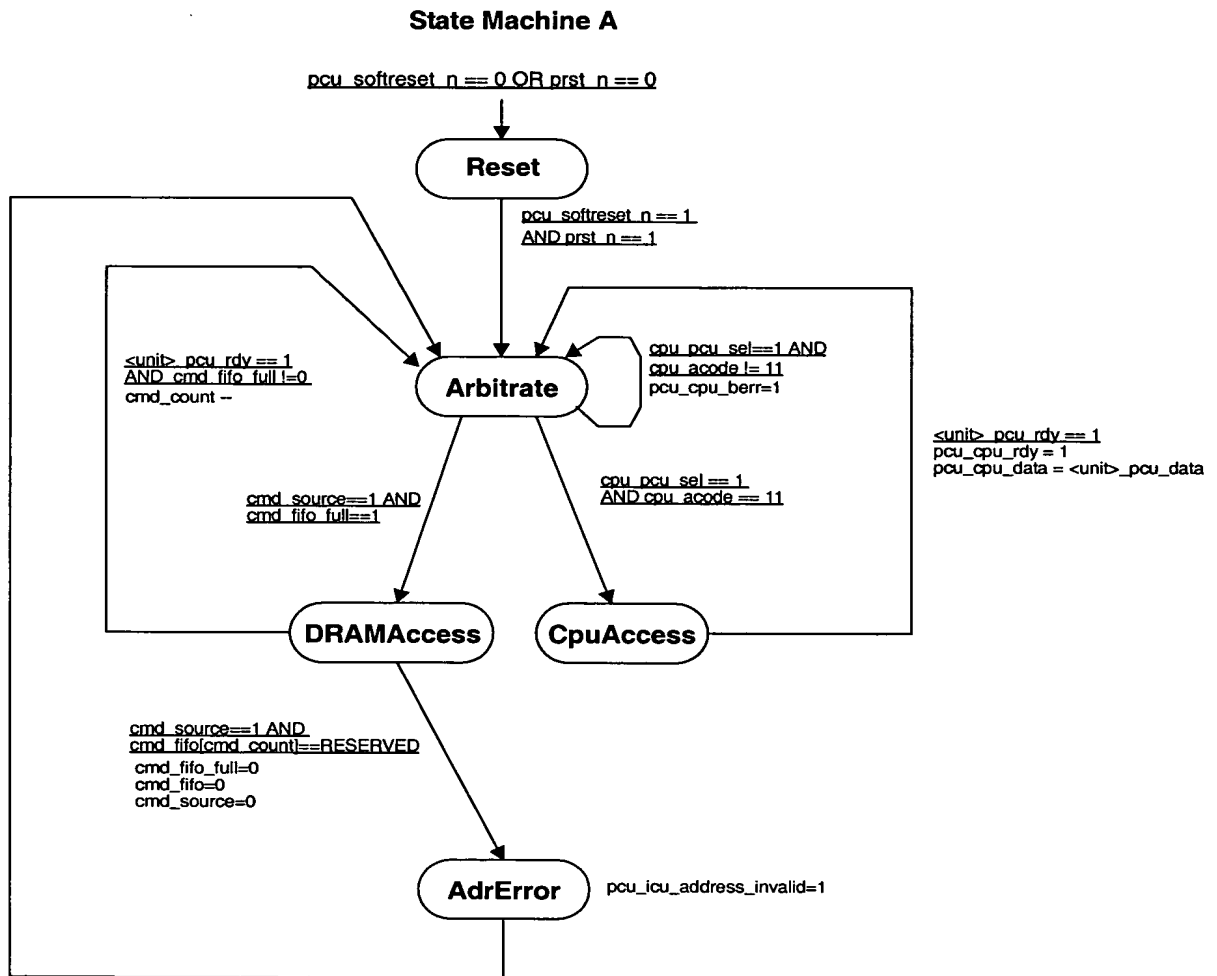 State Machine A
pcu_softreset_n == 0 OR prst_n == 0
Reset
pcu_softreset_n == 1
AND prst_n == 1
<unit>_pcu_rdy == 1
AND cmd_fifo_full !=0
cmd_count --
Arbitrate
cpu_pcu_sel==1 AND
cpu_acode != 11
pcu_cpu_berr=1
<unit>_pcu_rdy == 1
pcu_cpu_rdy = 1
pcu_cpu_data = <unit>_pcu_data
cmd_source==1 AND
cmd_fifo_full==1
cpu_pcu_sel == 1
AND cpu_acode == 11
DRAMAccess
CpuAccess
cmd_source==1 AND
cmd_fifo[cmd_count]==RESERVED
cmd_fifo_full=0
cmd_fifo=0
cmd_source=0
AdrError
pcu_icu_address_invalid=1